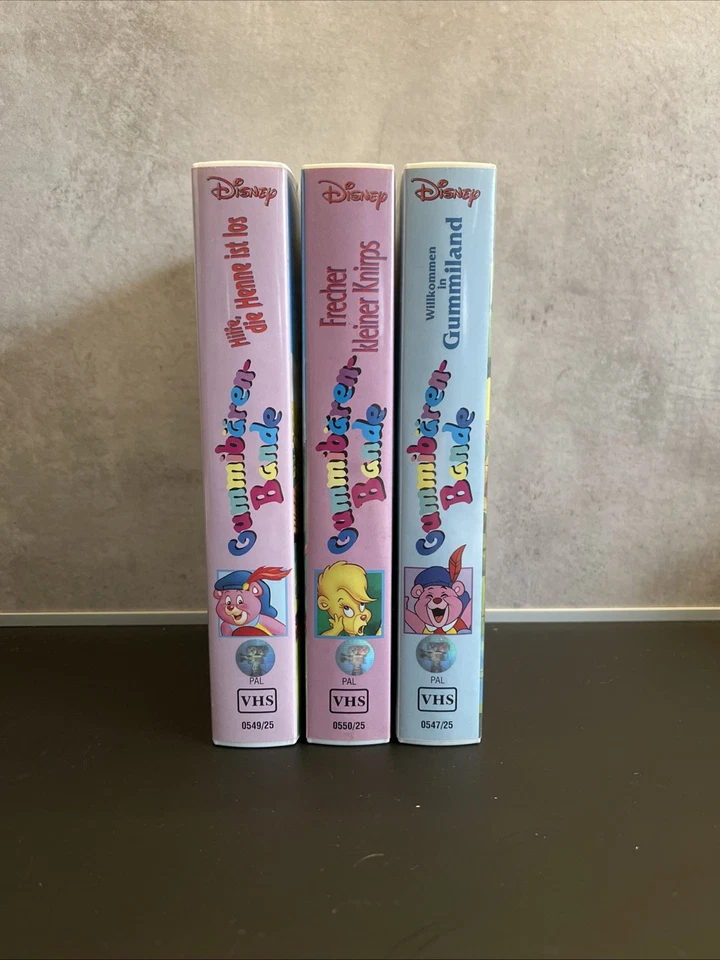 Disney
Hilfe,
die Henne ist los
Gummibären-
Bande
PAL
VHS
0549/25
Disney
Frecher
kleiner Knirps
Gummibären-
Bande
PAL
VHS
0550/25
Disney
Willkommen
in
Gummiland
Gummibären-
Bande
PAL
VHS
0547/25